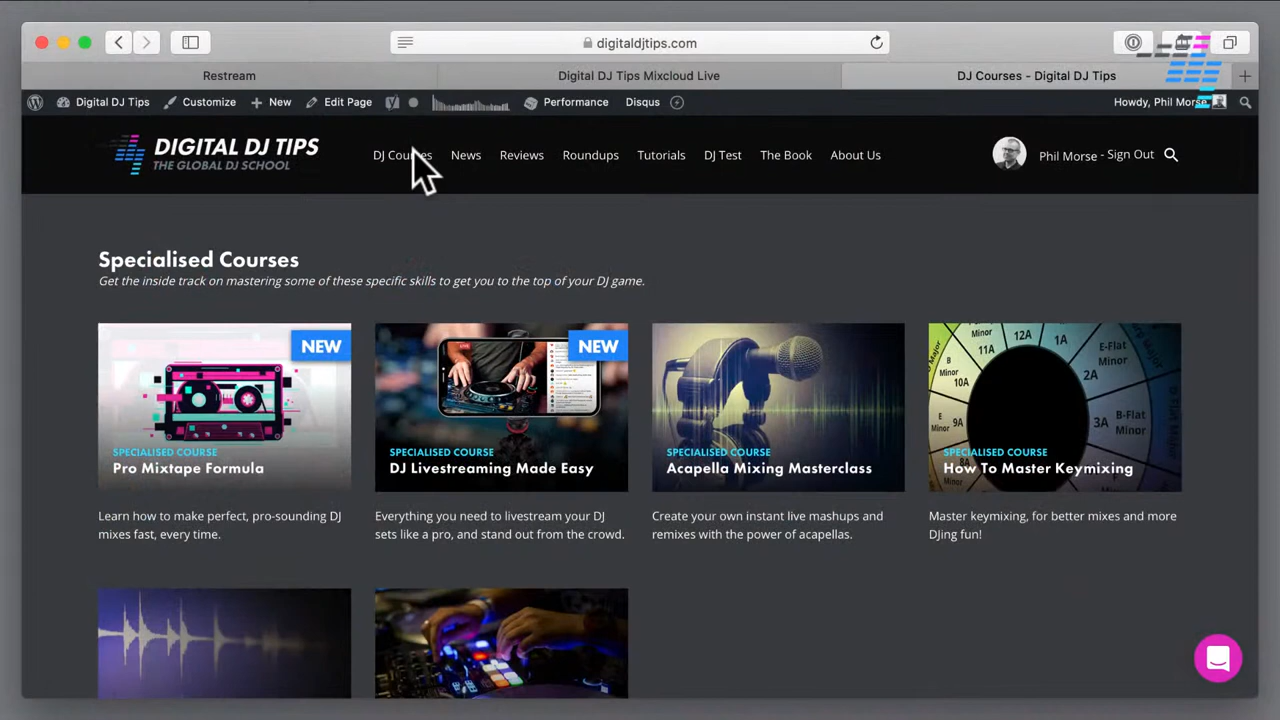 digitaldjtips.com
Restream
Digital DJ Tips Mixcloud Live
DJ Courses - Digital DJ Tips
Digital DJ Tips
Customize
New
Edit Page
Performance
Disqus
Howdy, Phil Morse
DIGITAL DJ TIPS
THE GLOBAL DJ SCHOOL
DJ Courses
News
Reviews
Roundups
Tutorials
DJ Test
The Book
About Us
Phil Morse - Sign Out
Specialised Courses
Get the inside track on mastering some of these specific skills to get you to the top of your DJ game.
NEW
SPECIALISED COURSE
Pro Mixtape Formula
Learn how to make perfect, pro-sounding DJ
mixes fast, every time.
NEW
SPECIALISED COURSE
DJ Livestreaming Made Easy
Everything you need to livestream your DJ
sets like a pro, and stand out from the crowd.
SPECIALISED COURSE
Acapella Mixing Masterclass
Create your own instant live mashups and
remixes with the power of acapellas.
Major
Minor
12A
1A
E-Flat
Minor
11A
2A
B
Minor
10A
E
Minor
9A
3A
B-Flat
Minor
SPECIALISED COURSE
How To Master Keymixing
Master keymixing, for better mixes and more
DJing fun!